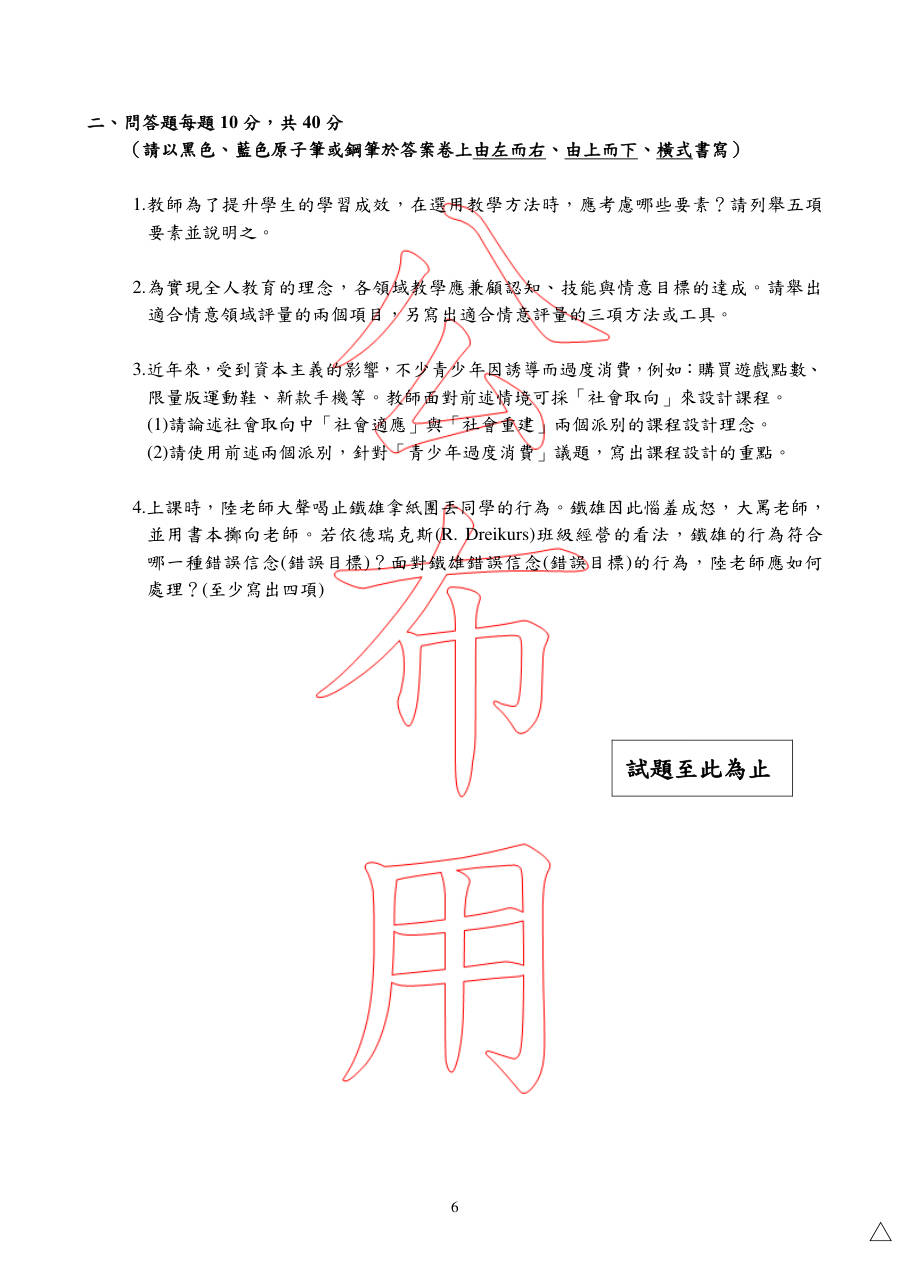 二、問答題每題 10 分，共 40 分
（請以黑色、藍色原子筆或鋼筆於答案卷上由左而右、由上而下、橫式書寫）
1.教師為了提升學生的學習成效，在選用教學方法時，應考慮哪些要素？請列舉五項
要素並說明之。
2.為實現全人教育的理念，各領域教學應兼顧認知、技能與情意目標的達成。請舉出
適合情意領域評量的兩個項目，另寫出適合情意評量的三項方法或工具。
3.近年來，受到資本主義的影響，不少青少年因誘導而過度消費，例如：購買遊戲點數、
限量版運動鞋、新款手機等。教師面對前述情境可採「社會取向」來設計課程。
(1)請論述社會取向中「社會適應」與「社會重建」兩個派別的課程設計理念。
(2)請使用前述兩個派別，針對「青少年過度消費」議題，寫出課程設計的重點。
4.上課時，陸老師大聲喝止鐵雄拿紙團丟同學的行為。鐵雄因此惱羞成怒，大罵老師，
並用書本擲向老師。若依德瑞克斯(R. Dreikurs)班級經營的看法，鐵雄的行為符合
哪一種錯誤信念(錯誤目標)？面對鐵雄錯誤信念(錯誤目標)的行為，陸老師應如何
處理？(至少寫出四項)
試題至此為止
公布用
6